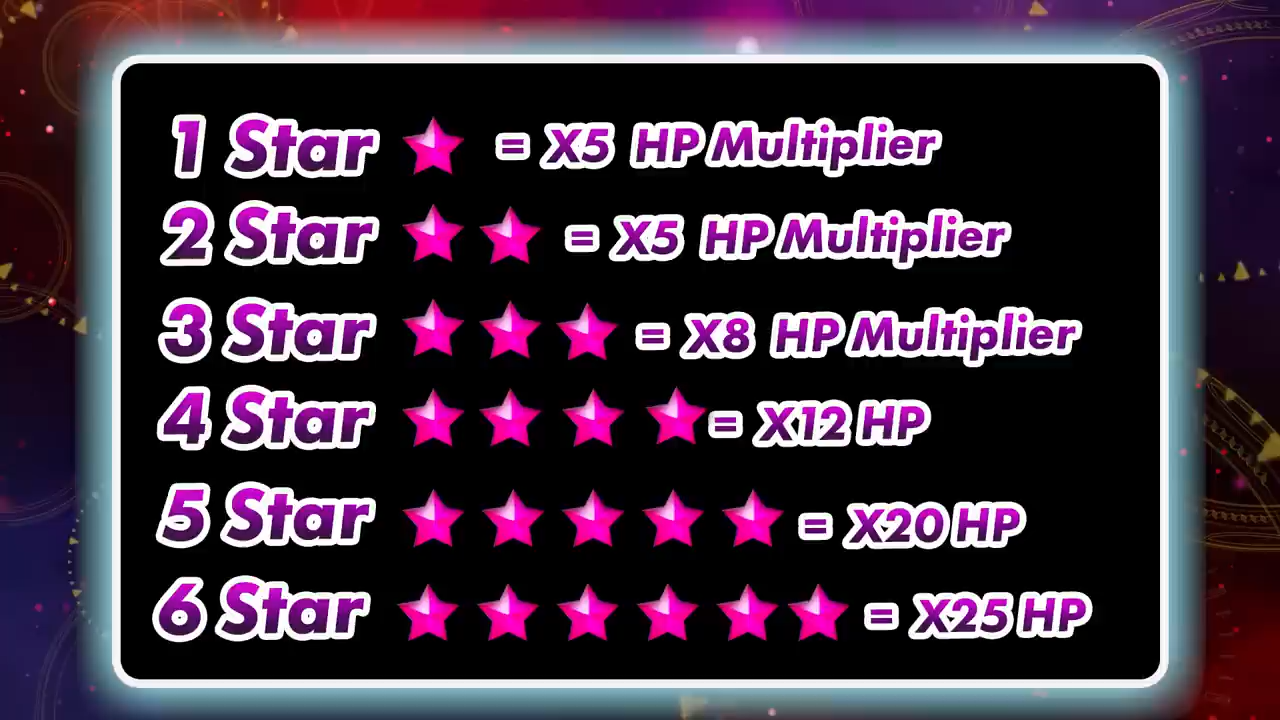 1 Star = X5 HP Multiplier
2 Star = X5 HP Multiplier
3 Star = X8 HP Multiplier
4 Star = X12 HP
5 Star = X20 HP
6 Star = X25 HP